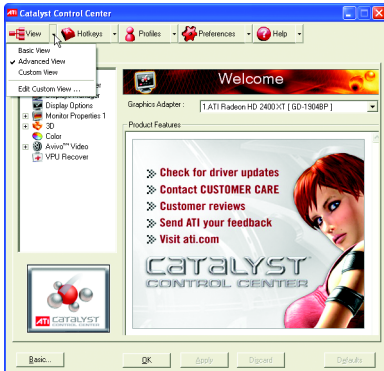 ATI Catalyst Control Center
View Hotkeys Profiles Preferences Help
Basic View
Advanced View
Custom View
Edit Custom View ...
Display Options
Monitor Properties 1
3D
Color
Avivo™ Video
VPU Recover
Welcome
Graphics Adapter :
1.ATI Radeon HD 2400 XT [ GD-1904BP ]
Product Features
Check for driver updates
Contact CUSTOMER CARE
Customer reviews
Send ATI your feedback
Visit ati.com
CATALYST
CONTROL CENTER
ATI CATALYST
CONTROL CENTER
Basic... OK Apply Discard Defaults